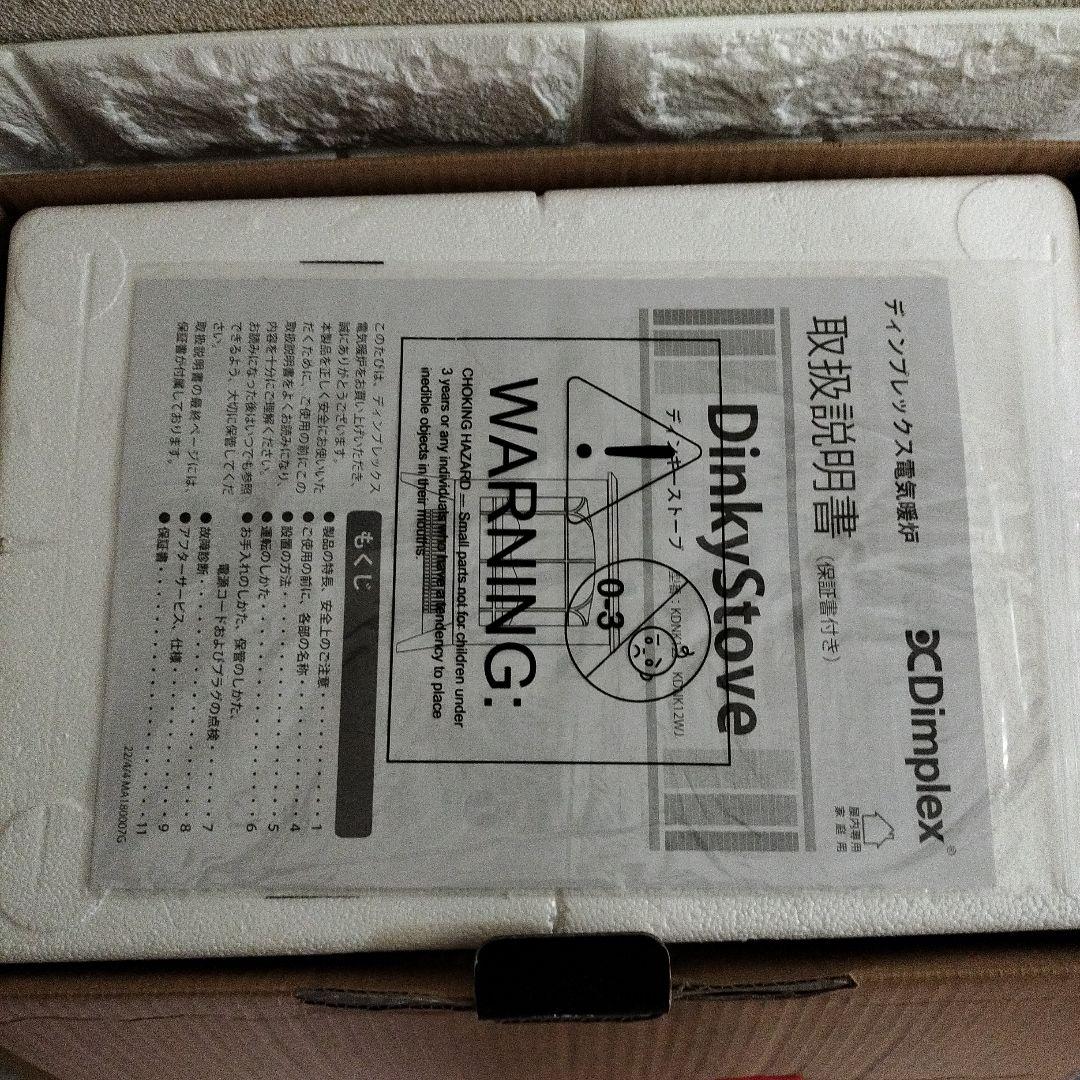 ディンプレックス電気暖炉
Dimplex®
取扱説明書(保証書付き)
屋内専用
家庭用
DinkyStove
ディンキーストーブ
型番：KDNK
KDNK12WJ
0-3
WARNING:
CHOKING HAZARD — Small parts not for children under
3 years or any individuals who have a tendency to place
inedible objects in their mouths.
このたびは、ディンプレックス
電気暖炉をお買い上げいただき、
誠にありがとうございます。
本製品を正しく安全にお使いいた
だくために、ご使用の前にこの
取扱説明書をよくお読みになり、
内容を十分にご理解ください。
お読みになった後はいつでも参照
できるよう、大切に保管してくだ
さい。
取扱説明書の最終ページには、
保証書が付属しております。
もくじ
●製品の特長、安全上のご注意・・・・・1
●ご使用の前に、各部の名称・・・・・・4
●設置の方法・・・・・・・・・・・・・4
●運転のしかた・・・・・・・・・・・・5
●お手入れのしかた、保管のしかた、・・6
電源コードおよびプラグの点検・・・・7
●故障診断・・・・・・・・・・・・・・7
●アフターサービス、仕様・・・・・・・8
●保証書・・・・・・・・・・・・・・・11
22/4/4 MA180007G